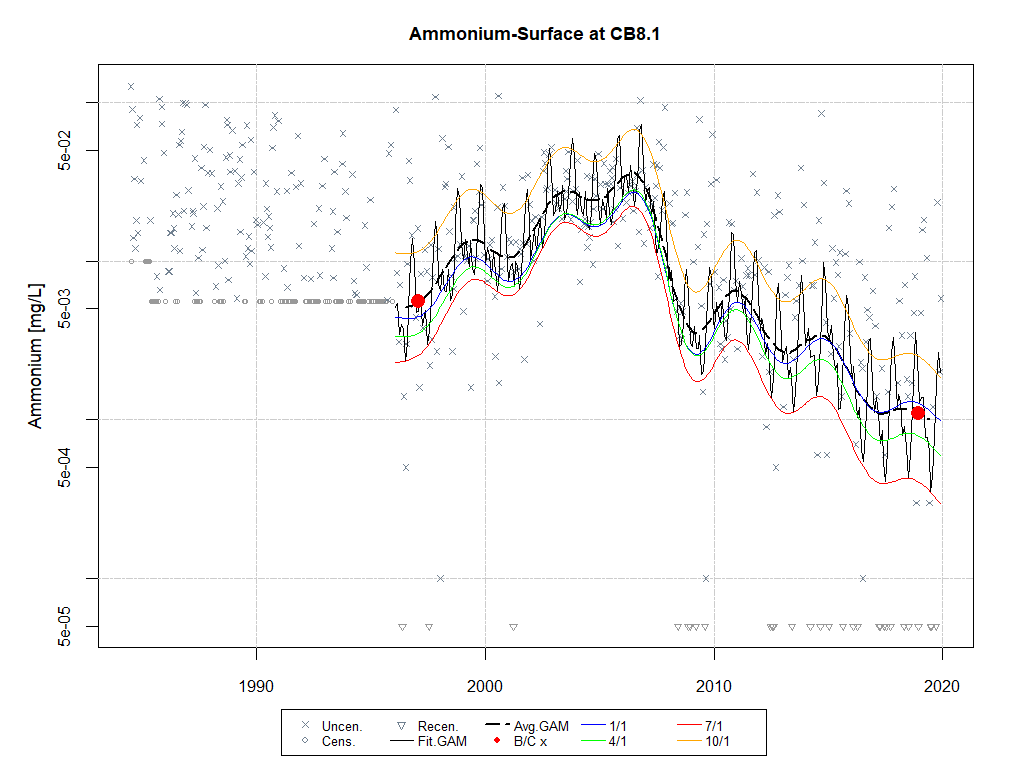 Ammonium-Surface at CB8.1
Ammonium [mg/L]
5e-02
5e-03
5e-04
5e-05
1990 2000 2010 2020
Uncen. Recen. Avg.GAM 1/1 7/1
Cens. Fit.GAM B/C x 4/1 10/1